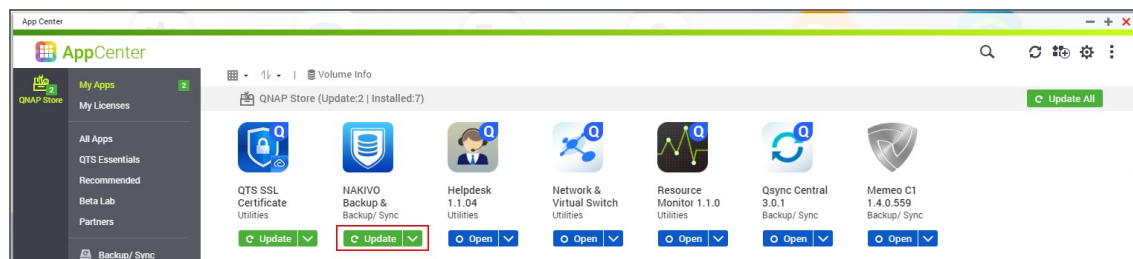 App Center
AppCenter
2
QNAP Store
My Apps 2
My Licenses
All Apps
QTS Essentials
Recommended
Beta Lab
Partners
Backup/ Sync
Volume Info
QNAP Store (Update:2 | Installed:7)
Update All
QTS SSL
Certificate
Utilities
Update
NAKIVO
Backup &
Backup/ Sync
Update
Helpdesk
1.1.04
Utilities
Open
Network &
Virtual Switch
Utilities
Open
Resource
Monitor 1.1.0
Utilities
Open
Qsync Central
3.0.1
Backup/ Sync
Open
Memeo C1
1.4.0.559
Backup/ Sync
Open